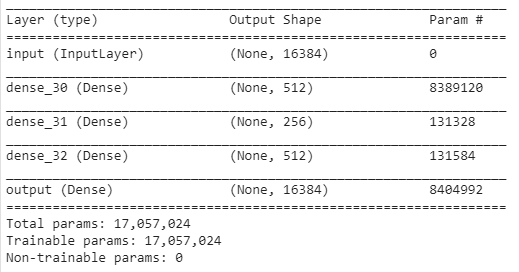 Layer (type) Output Shape Param #
input (InputLayer) (None, 16384) 0
dense_30 (Dense) (None, 512) 8389120
dense_31 (Dense) (None, 256) 131328
dense_32 (Dense) (None, 512) 131584
output (Dense) (None, 16384) 8404992
Total params: 17,057,024
Trainable params: 17,057,024
Non-trainable params: 0